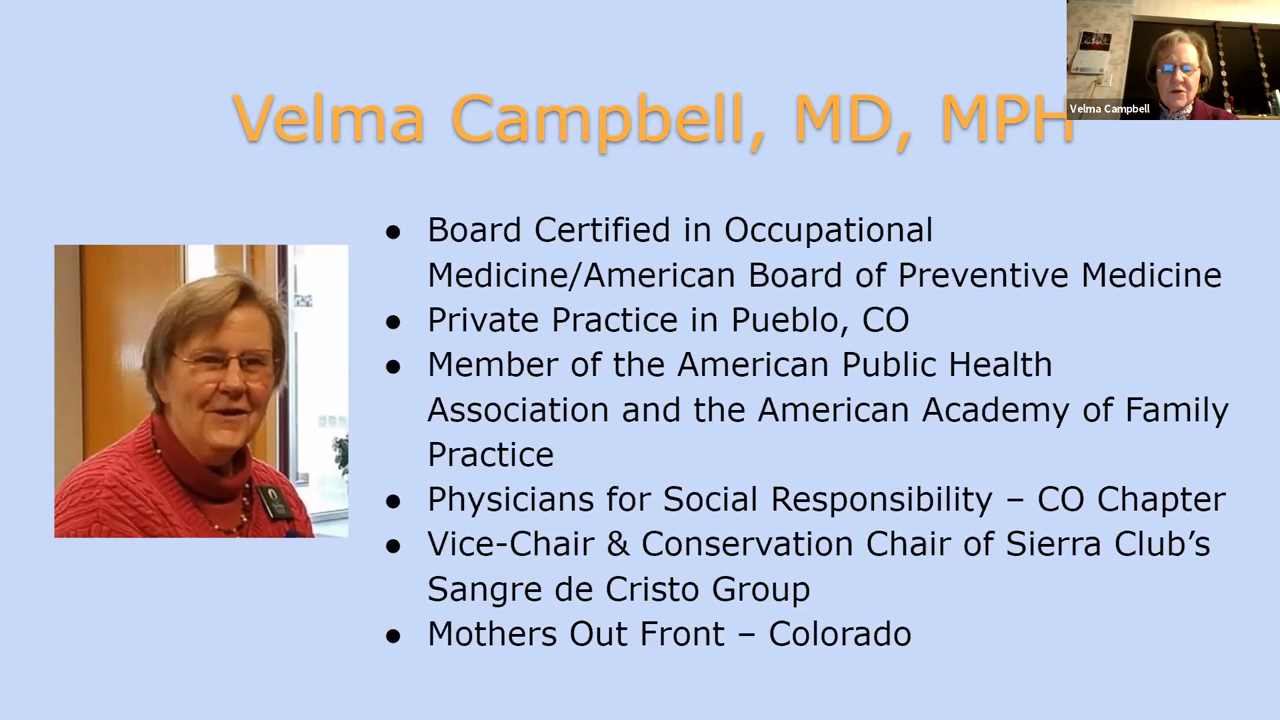 Velma Campbell, MD, MPH
Velma Campbell
● Board Certified in Occupational
Medicine/American Board of Preventive Medicine
● Private Practice in Pueblo, CO
● Member of the American Public Health
Association and the American Academy of Family
Practice
● Physicians for Social Responsibility – CO Chapter
● Vice-Chair & Conservation Chair of Sierra Club’s
Sangre de Cristo Group
● Mothers Out Front – Colorado